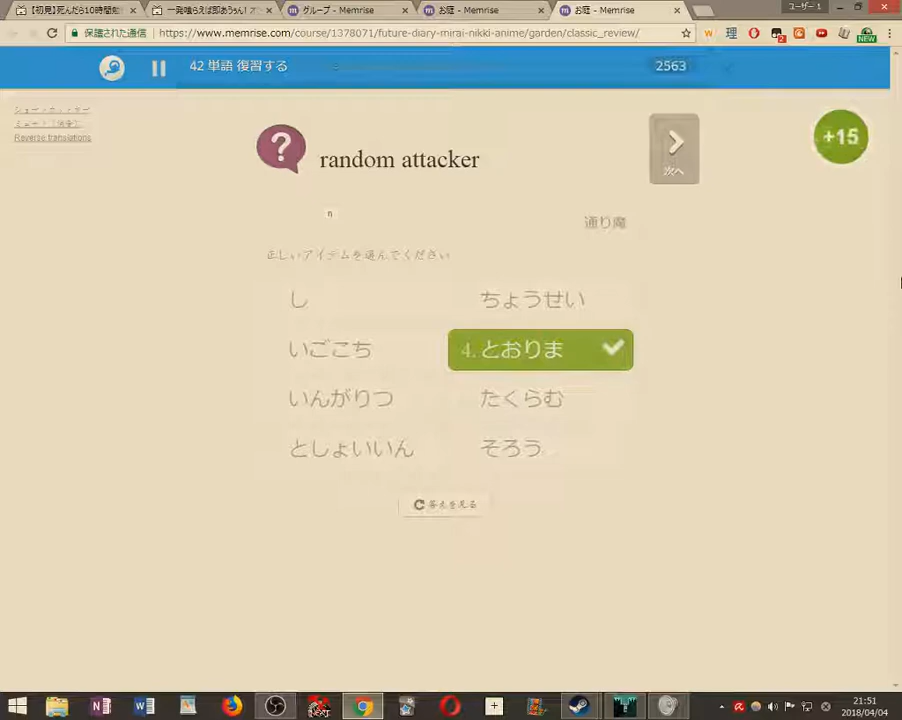 【初見】死んだら10時間勉
一発喰らえば即あうぅん! オ
グループ - Memrise
お庭 - Memrise
お庭 - Memrise
ユーザー 1
保護された通信
https://www.memrise.com/course/1378071/future-diary-mirai-nikki-anime/garden/classic_review/
42 単語 復習する
2563
Reverse translations
random attacker
次へ
+15
n
通り魔
正しいアイテムを選んでください
し
ちょうせい
いごこち
4. とおりま
いんがりつ
たくらむ
としょいいん
そろう
答えを見る
21:51
2018/04/04